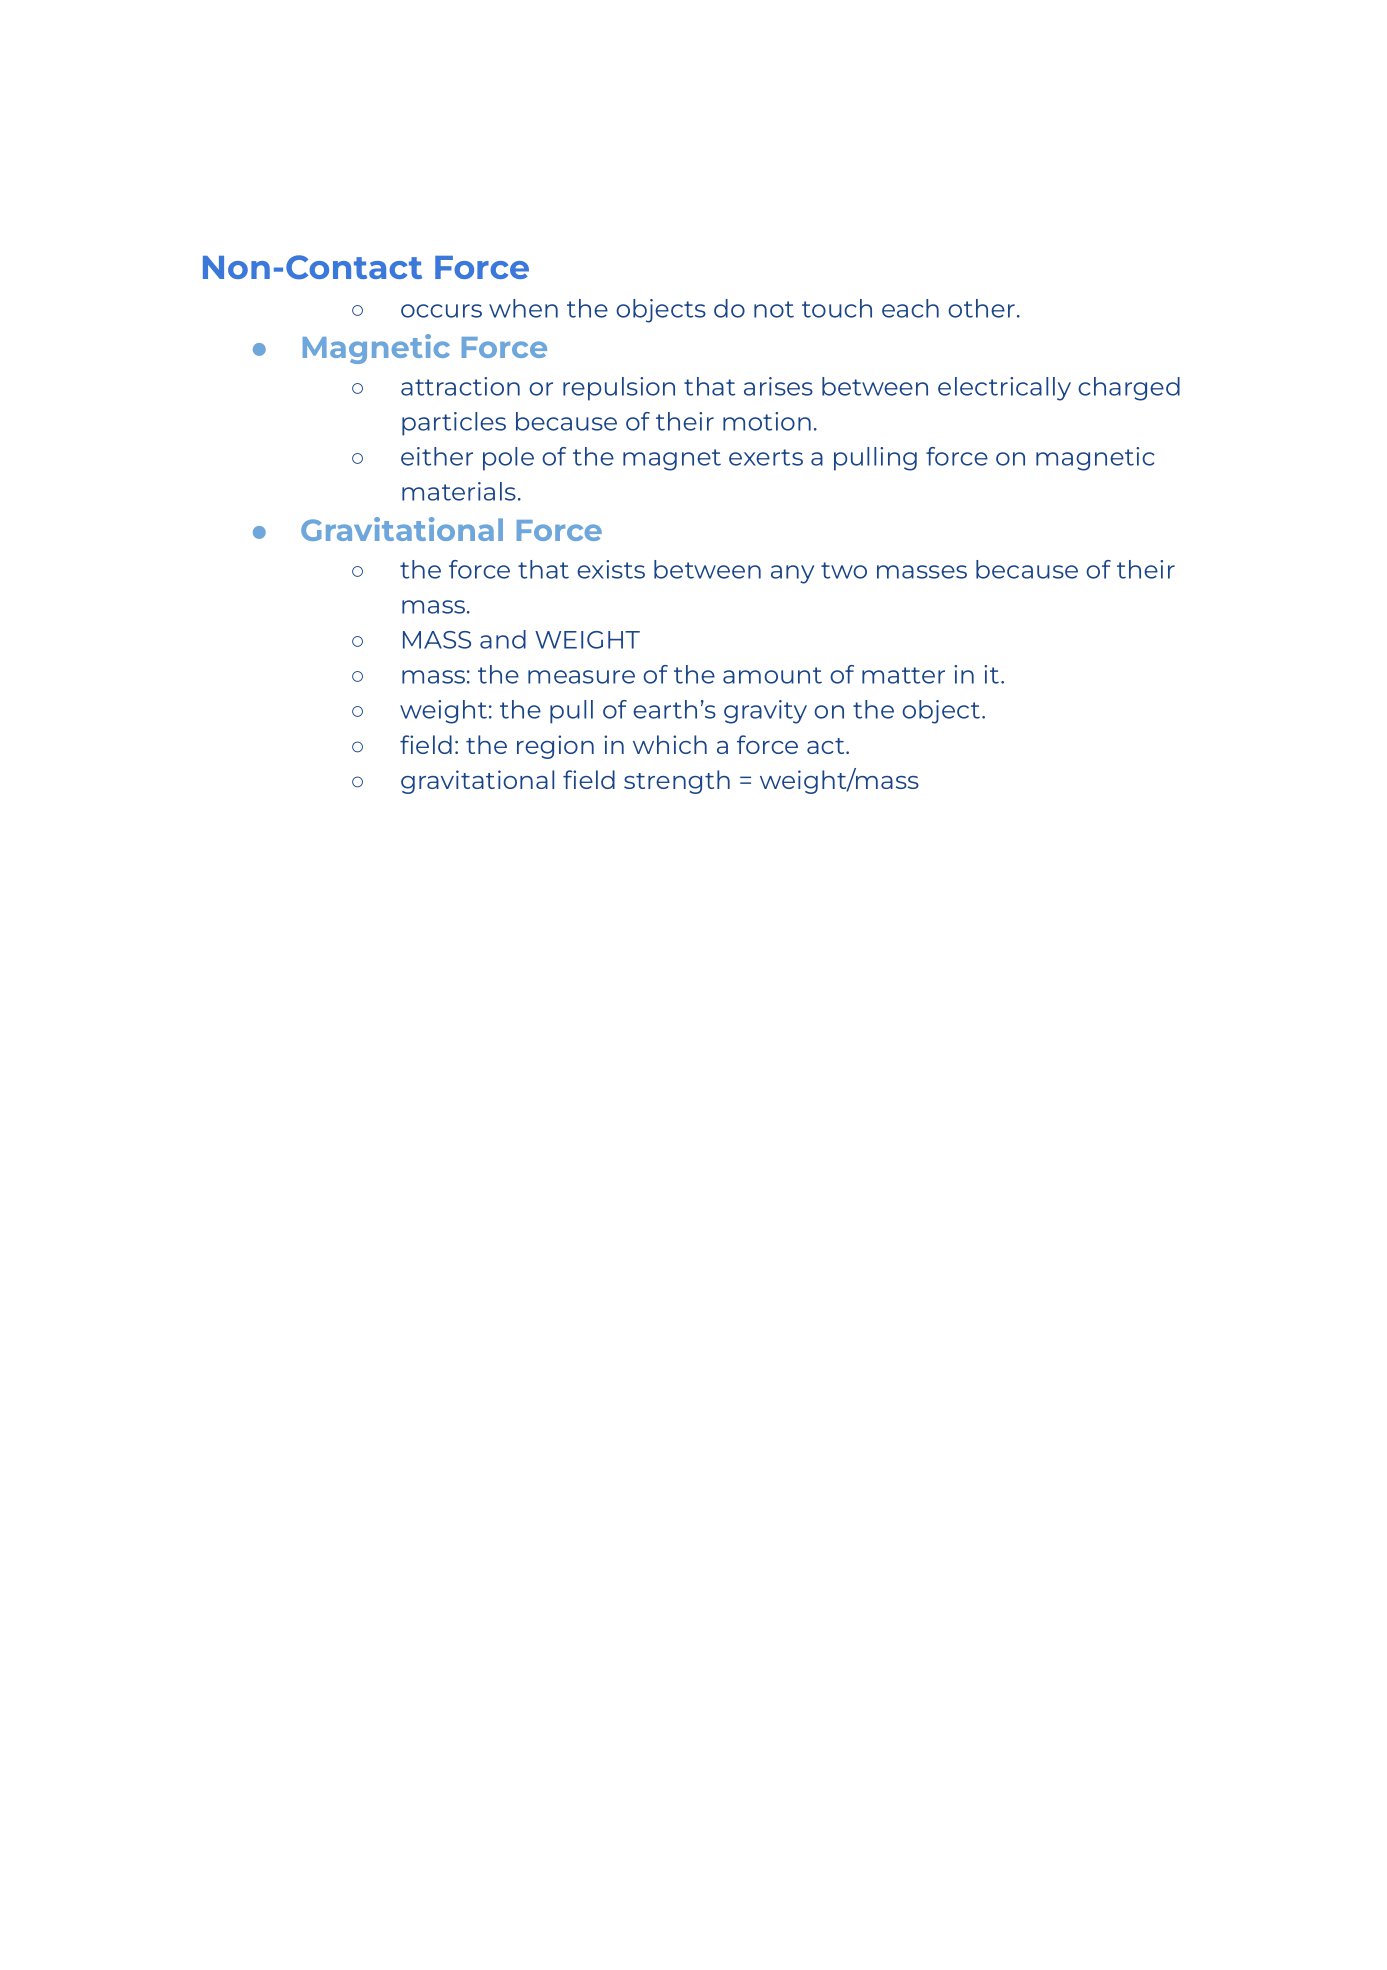 Non-Contact Force
○ occurs when the objects do not touch each other.
● Magnetic Force
○ attraction or repulsion that arises between electrically charged
particles because of their motion.
○ either pole of the magnet exerts a pulling force on magnetic
materials.
● Gravitational Force
○ the force that exists between any two masses because of their
mass.
○ MASS and WEIGHT
○ mass: the measure of the amount of matter in it.
○ weight: the pull of earth’s gravity on the object.
○ field: the region in which a force act.
○ gravitational field strength = weight/mass